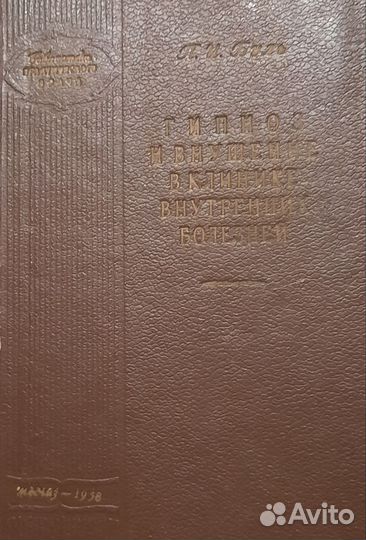 Библиотека
практического
врача
П. И. Буль
ГИПНОЗ
И ВНУШЕНИЕ
В КЛИНИКЕ
ВНУТРЕННИХ
БОЛЕЗНЕЙ
Медгиз — 1958
Avito